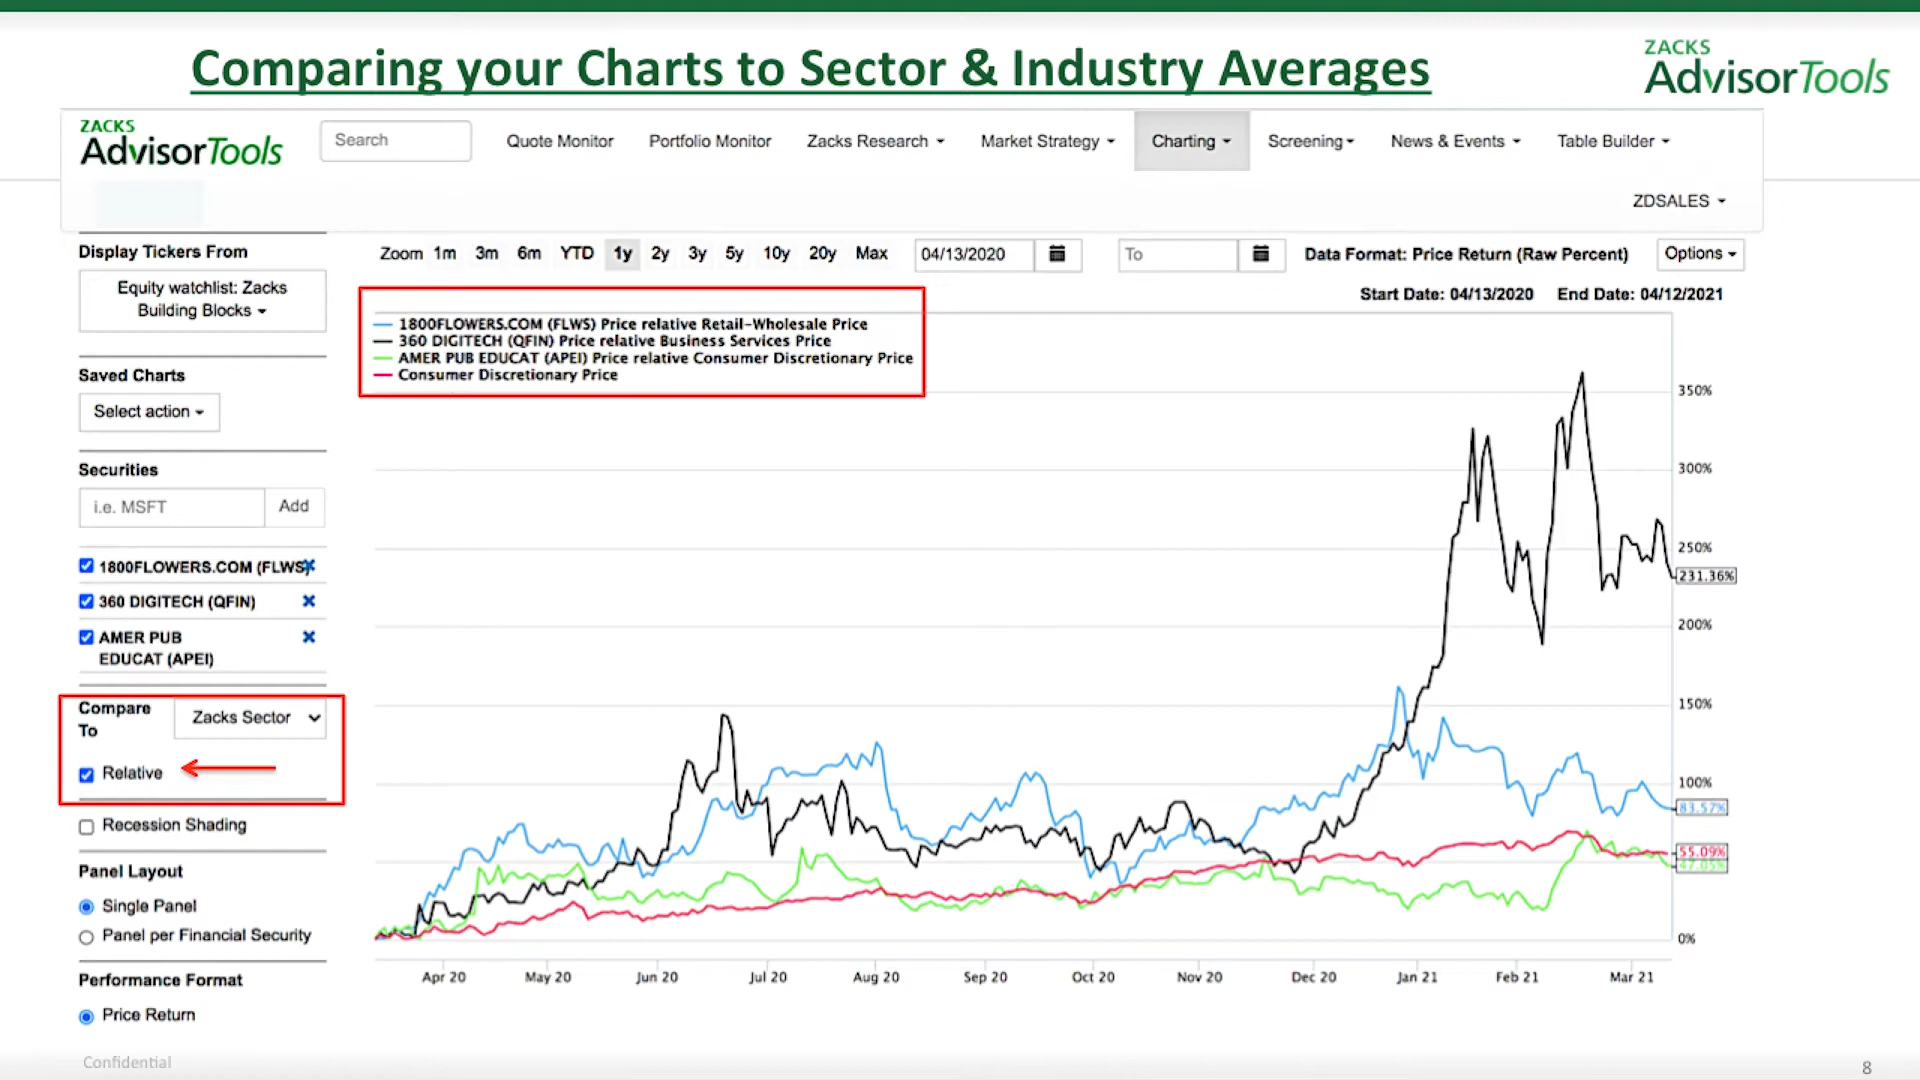 Comparing your Charts to Sector & Industry Averages
ZACKS
AdvisorTools
ZACKS
AdvisorTools
Search
Quote Monitor
Portfolio Monitor
Zacks Research
Market Strategy
Charting
Screening
News & Events
Table Builder
ZDSALES
Display Tickers From
Equity watchlist: Zacks
Building Blocks
Saved Charts
Select action
Securities
i.e. MSFT
Add
1800FLOWERS.COM (FLWS)
360 DIGITECH (QFIN)
AMER PUB
EDUCAT (APEI)
Compare
To
Zacks Sector
Relative
Recession Shading
Panel Layout
Single Panel
Panel per Financial Security
Performance Format
Price Return
Zoom 1m 3m 6m YTD 1y 2y 3y 5y 10y 20y Max
04/13/2020
To
Data Format: Price Return (Raw Percent)
Options
Start Date: 04/13/2020 End Date: 04/12/2021
1800FLOWERS.COM (FLWS) Price relative Retail-Wholesale Price
360 DIGITECH (QFIN) Price relative Business Services Price
AMER PUB EDUCAT (APEI) Price relative Consumer Discretionary Price
Consumer Discretionary Price
350%
300%
250%
231.36%
200%
150%
100%
83.57%
55.09%
47.05%
0%
Apr 20 May 20 Jun 20 Jul 20 Aug 20 Sep 20 Oct 20 Nov 20 Dec 20 Jan 21 Feb 21 Mar 21
Confidential
8